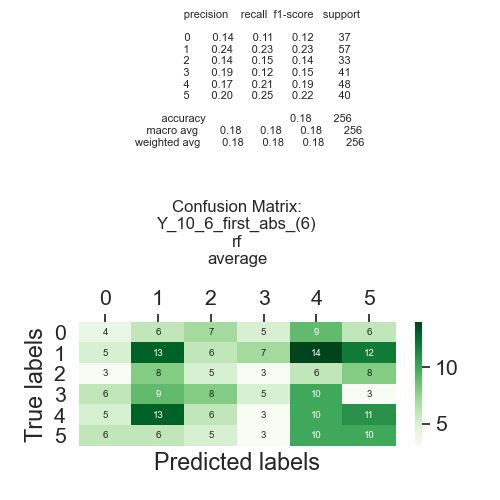 precision recall f1-score support
0 0.14 0.11 0.12 37
1 0.24 0.23 0.23 57
2 0.14 0.15 0.14 33
3 0.19 0.12 0.15 41
4 0.17 0.21 0.19 48
5 0.20 0.25 0.22 40
accuracy 0.18 256
macro avg 0.18 0.18 0.18 256
weighted avg 0.18 0.18 0.18 256
Confusion Matrix:
Y_10_6_first_abs_(6)
rf
average
0 1 2 3 4 5
0 4 6 7 5 9 6
1 5 13 6 7 14 12
2 3 8 5 3 6 8
3 6 9 8 5 10 3
4 5 13 6 3 10 11
5 6 6 5 3 10 10
True labels
Predicted labels
10
5